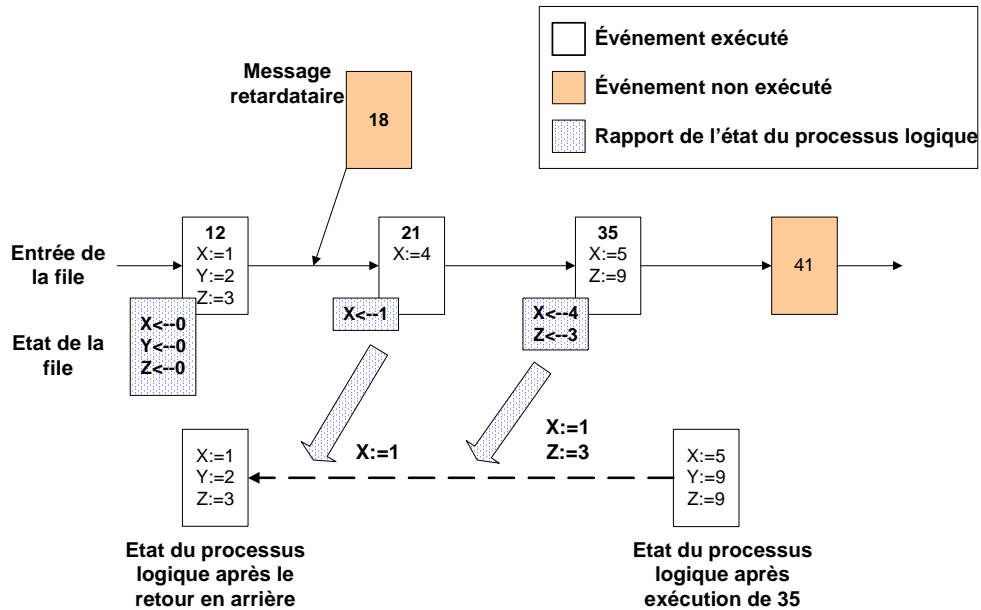 Événement exécuté
Événement non exécuté
Rapport de l'état du processus logique
Message
retardataire
18
Entrée de
la file
12
X:=1
Y:=2
Z:=3
21
X:=4
35
X:=5
Z:=9
41
Etat de la
file
X<--0
Y<--0
Z<--0
X<--1
X<--4
Z<--3
X:=1
Y:=2
Z:=3
X:=1
X:=1
Z:=3
X:=5
Y:=9
Z:=9
Etat du processus
logique après le
retour en arrière
Etat du processus
logique après
exécution de 35